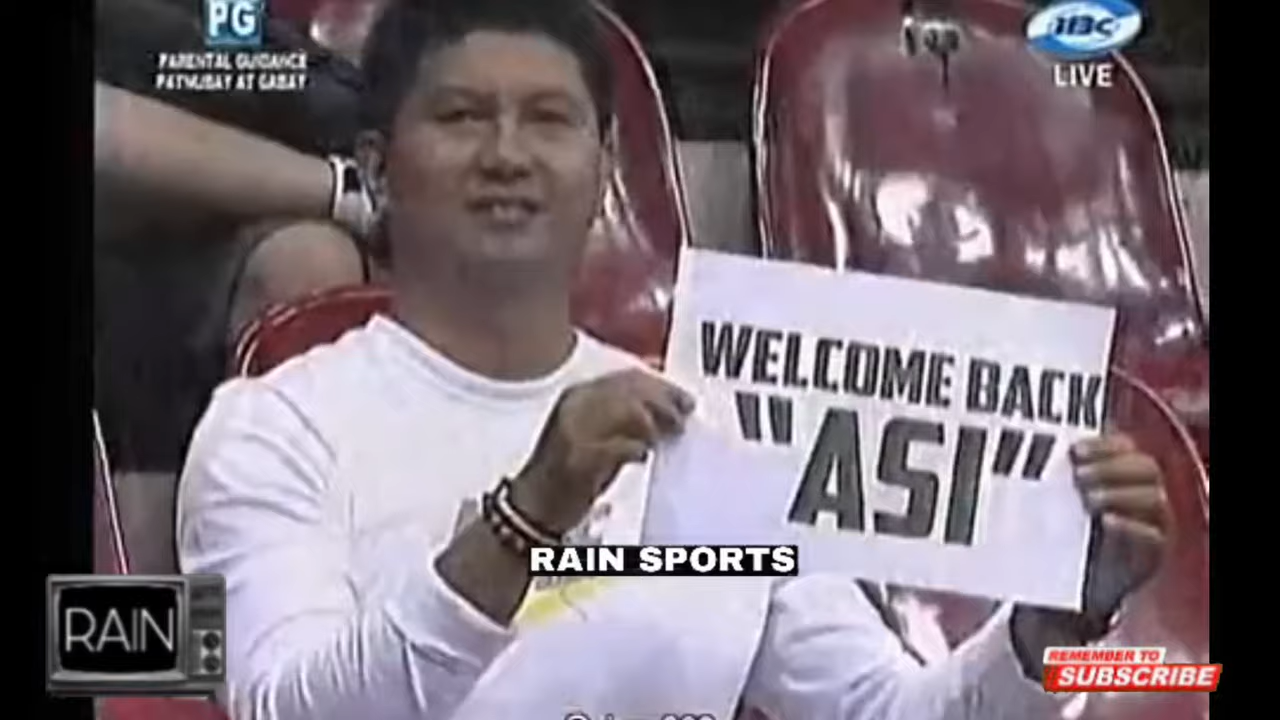 PG
PARENTAL GUIDANCE
PATNUBAY AT GABAY
IBC
LIVE
WELCOME BACK
"ASI"
RAIN SPORTS
RAIN
REMEMBER TO
SUBSCRIBE